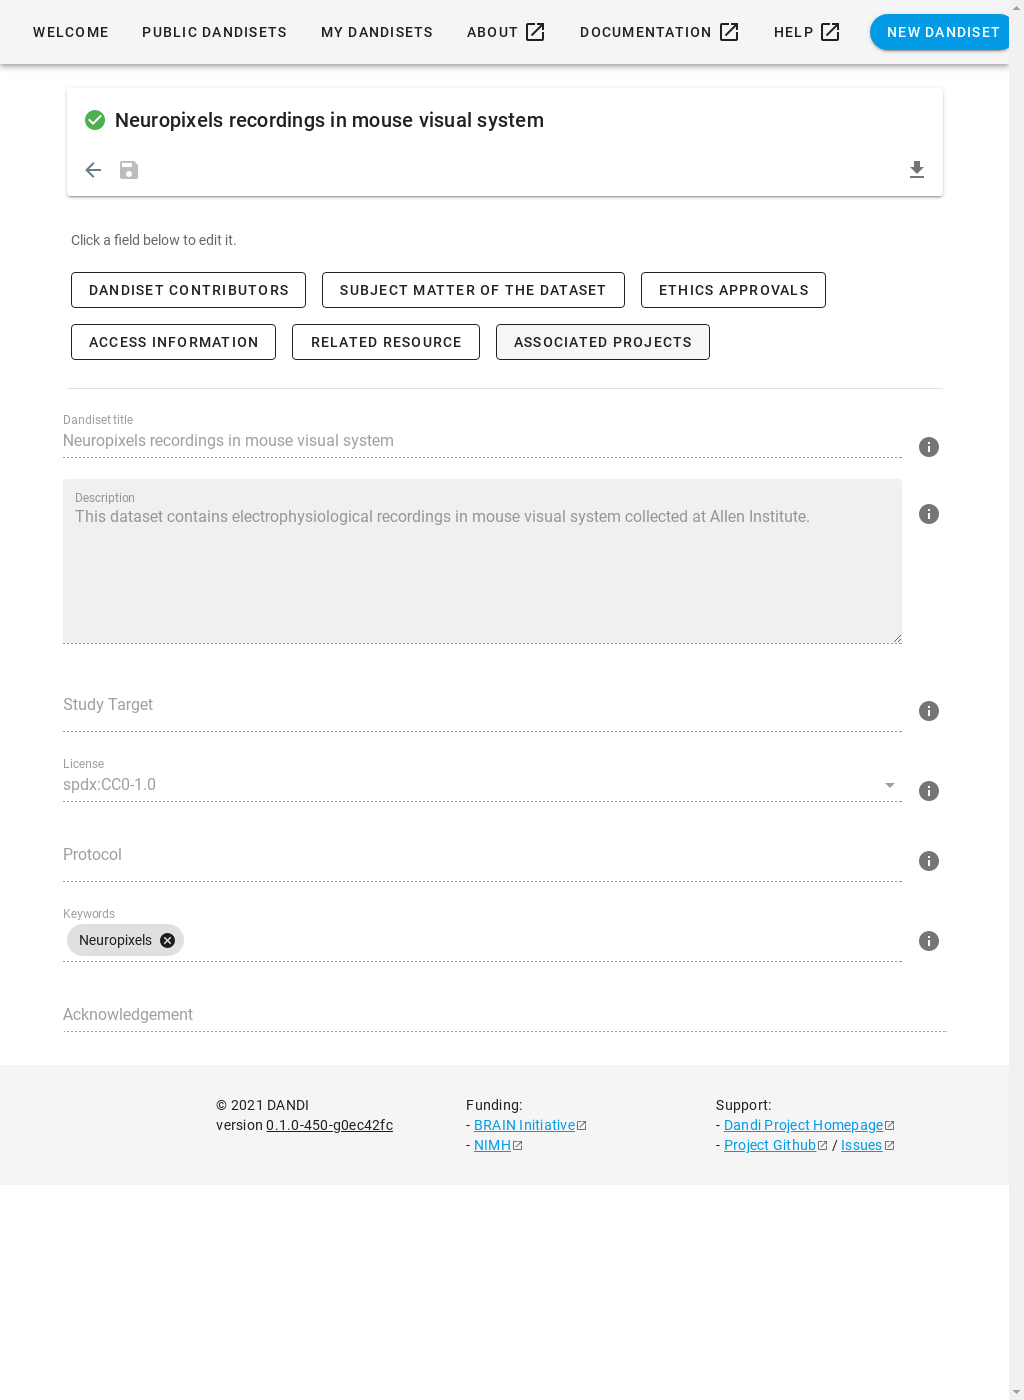 WELCOME PUBLIC DANDISETS MY DANDISETS ABOUT DOCUMENTATION HELP NEW DANDISET
Neuropixels recordings in mouse visual system
Click a field below to edit it.
DANDISET CONTRIBUTORS SUBJECT MATTER OF THE DATASET ETHICS APPROVALS
ACCESS INFORMATION RELATED RESOURCE ASSOCIATED PROJECTS
Dandiset title
Neuropixels recordings in mouse visual system
Description
This dataset contains electrophysiological recordings in mouse visual system collected at Allen Institute.
Study Target
License
spdx:CC0-1.0
Protocol
Keywords
Neuropixels
Acknowledgement
© 2021 DANDI
version 0.1.0-450-g0ec42fc
Funding:
- BRAIN Initiative
- NIMH
Support:
- Dandi Project Homepage
- Project Github / Issues